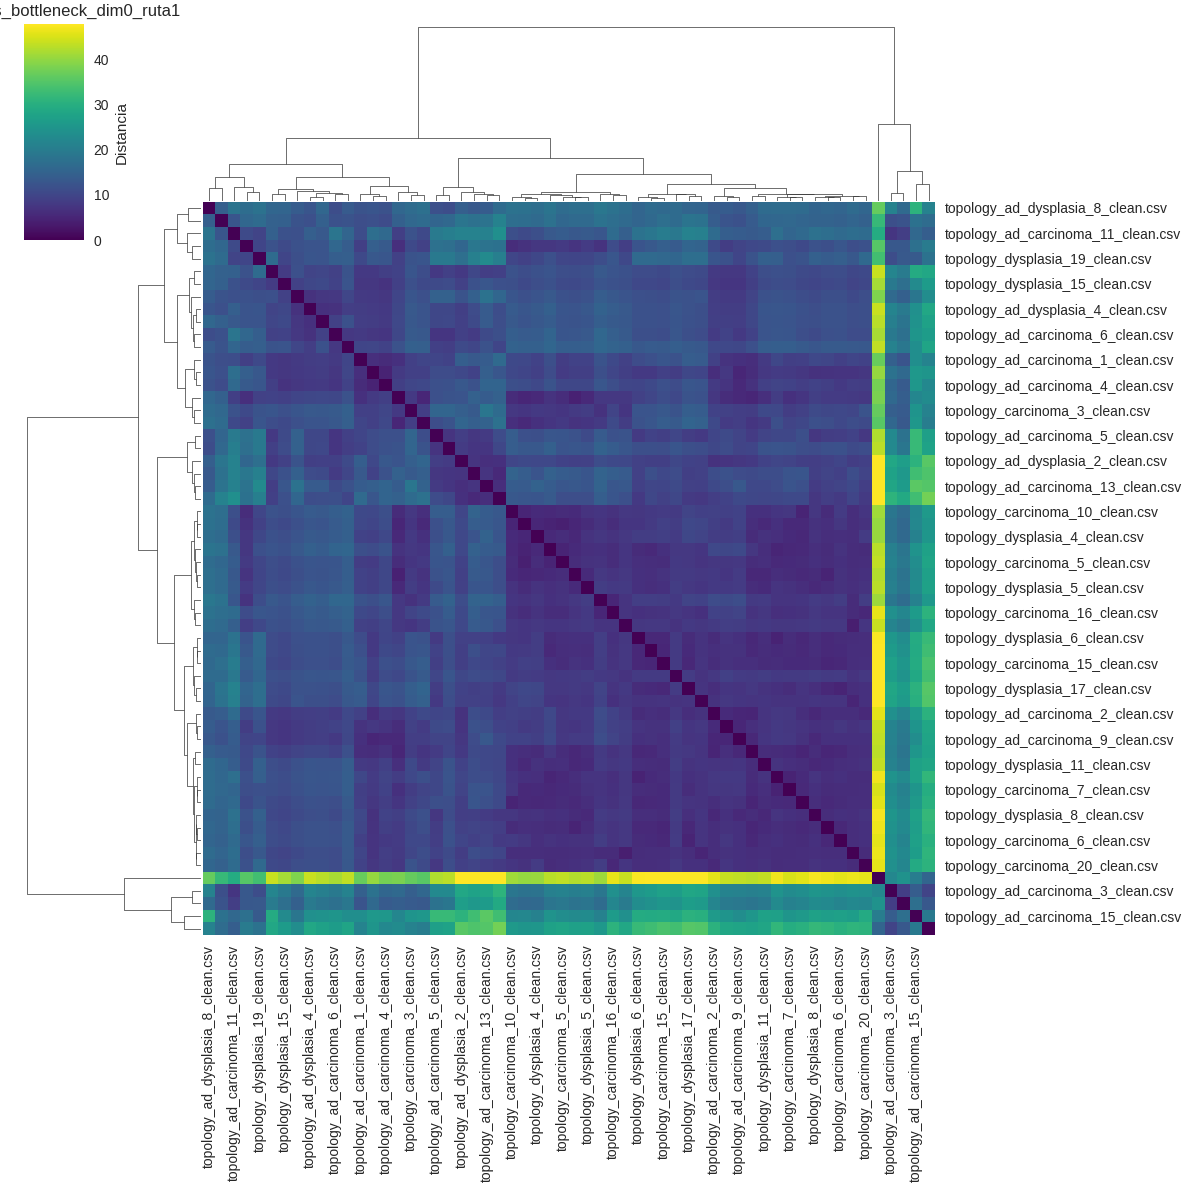 s_bottleneck_dim0_ruta1
40
30
20
10
0
Distancia
topology_ad_dysplasia_8_clean.csv
topology_ad_carcinoma_11_clean.csv
topology_dysplasia_19_clean.csv
topology_dysplasia_15_clean.csv
topology_ad_dysplasia_4_clean.csv
topology_ad_carcinoma_6_clean.csv
topology_ad_carcinoma_1_clean.csv
topology_ad_carcinoma_4_clean.csv
topology_carcinoma_3_clean.csv
topology_ad_carcinoma_5_clean.csv
topology_ad_dysplasia_2_clean.csv
topology_ad_carcinoma_13_clean.csv
topology_carcinoma_10_clean.csv
topology_dysplasia_4_clean.csv
topology_carcinoma_5_clean.csv
topology_dysplasia_5_clean.csv
topology_carcinoma_16_clean.csv
topology_dysplasia_6_clean.csv
topology_carcinoma_15_clean.csv
topology_dysplasia_17_clean.csv
topology_ad_carcinoma_2_clean.csv
topology_ad_carcinoma_9_clean.csv
topology_dysplasia_11_clean.csv
topology_carcinoma_7_clean.csv
topology_dysplasia_8_clean.csv
topology_carcinoma_6_clean.csv
topology_carcinoma_20_clean.csv
topology_ad_carcinoma_3_clean.csv
topology_ad_carcinoma_15_clean.csv
topology_ad_dysplasia_8_clean.csv
topology_ad_carcinoma_11_clean.csv
topology_dysplasia_19_clean.csv
topology_dysplasia_15_clean.csv
topology_ad_dysplasia_4_clean.csv
topology_ad_carcinoma_6_clean.csv
topology_ad_carcinoma_1_clean.csv
topology_ad_carcinoma_4_clean.csv
topology_carcinoma_3_clean.csv
topology_ad_carcinoma_5_clean.csv
topology_ad_dysplasia_2_clean.csv
topology_ad_carcinoma_13_clean.csv
topology_carcinoma_10_clean.csv
topology_dysplasia_4_clean.csv
topology_carcinoma_5_clean.csv
topology_dysplasia_5_clean.csv
topology_carcinoma_16_clean.csv
topology_dysplasia_6_clean.csv
topology_carcinoma_15_clean.csv
topology_dysplasia_17_clean.csv
topology_ad_carcinoma_2_clean.csv
topology_ad_carcinoma_9_clean.csv
topology_dysplasia_11_clean.csv
topology_carcinoma_7_clean.csv
topology_dysplasia_8_clean.csv
topology_carcinoma_6_clean.csv
topology_carcinoma_20_clean.csv
topology_ad_carcinoma_3_clean.csv
topology_ad_carcinoma_15_clean.csv